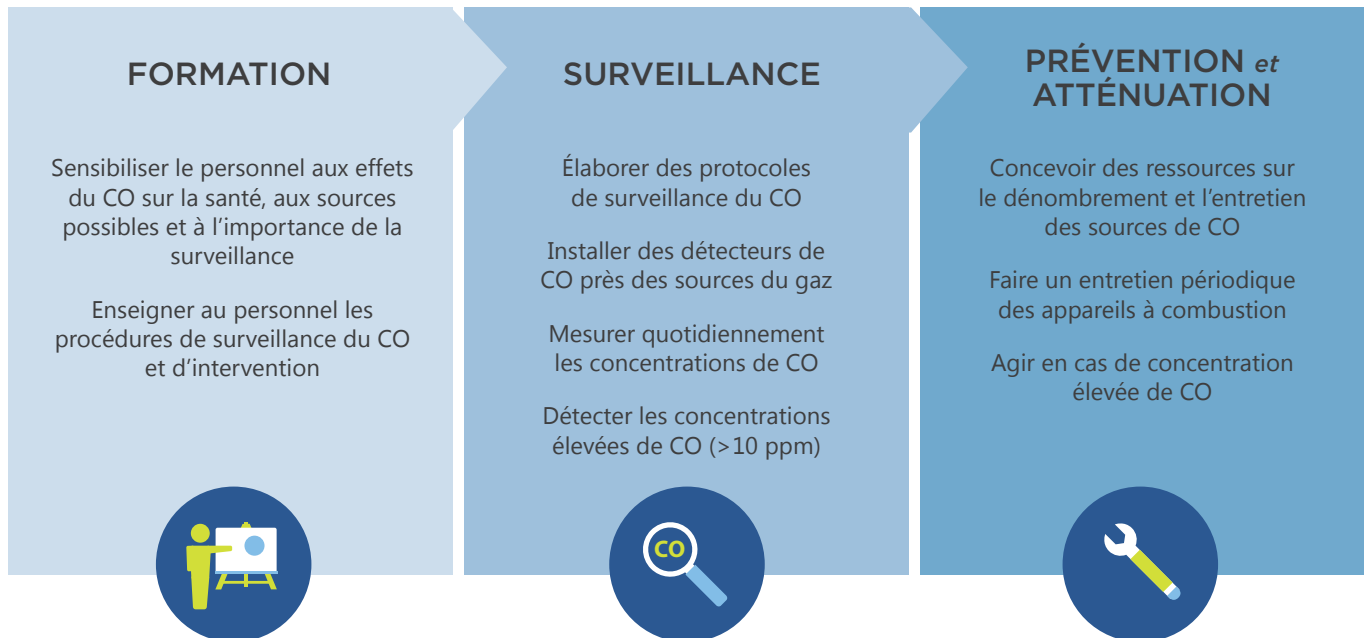 FORMATION
Sensibiliser le personnel aux effets
du CO sur la santé, aux sources
possibles et à l’importance de la
surveillance
Enseigner au personnel les
procédures de surveillance du CO
et d’intervention
SURVEILLANCE
Élaborer des protocoles
de surveillance du CO
Installer des détecteurs de
CO près des sources du gaz
Mesurer quotidiennement
les concentrations de CO
Détecter les concentrations
élevées de CO (>10 ppm)
CO
PRÉVENTION et
ATTÉNUATION
Concevoir des ressources sur
le dénombrement et l’entretien
des sources de CO
Faire un entretien périodique
des appareils à combustion
Agir en cas de concentration
élevée de CO